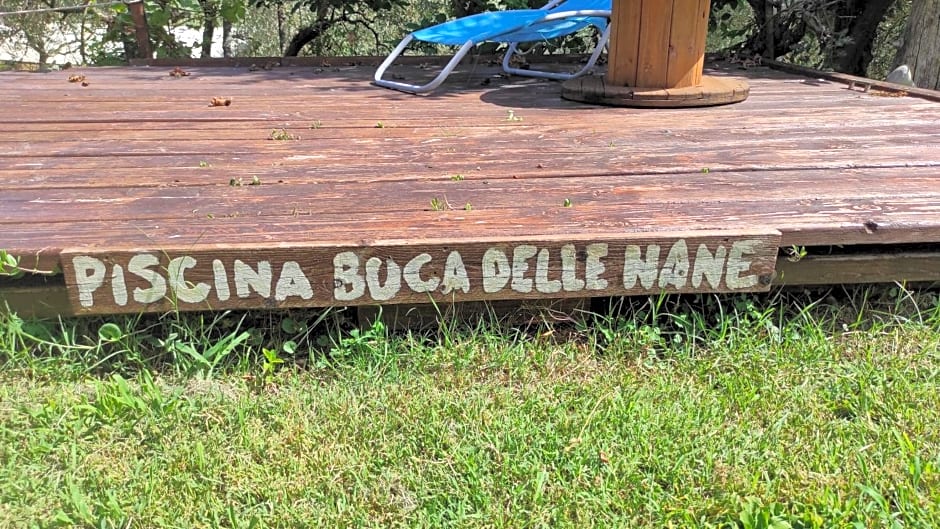 PISCINA BUCA DELLE NANE